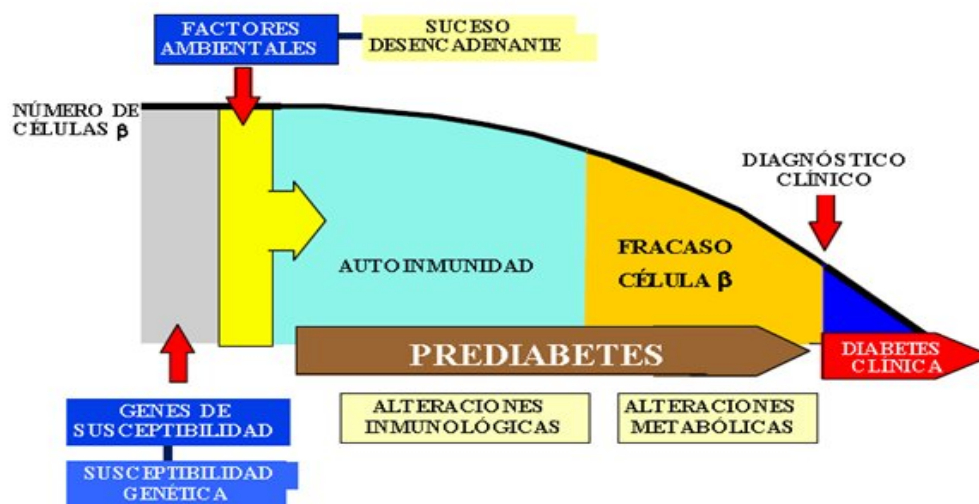 FACTORES
AMBIENTALES
SUCESO
DESENCADENANTE
NÚMERO DE
CÉLULAS β
DIAGNÓSTICO
CLÍNICO
AUTOINMUNIDAD
FRACASO
CÉLULA β
PREDIABETES
DIABETES
CLÍNICA
GENES DE
SUSCEPTIBILIDAD
ALTERACIONES
INMUNOLÓGICAS
ALTERACIONES
METABÓLICAS
SUSCEPTIBILIDAD
GENÉTICA